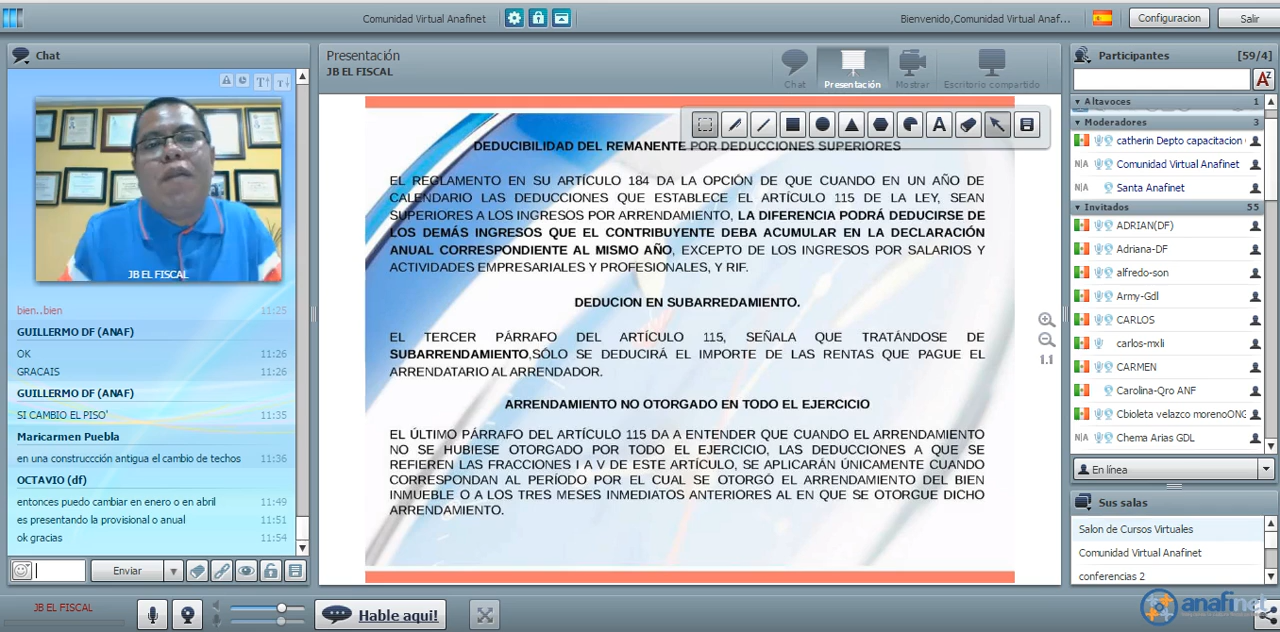 Comunidad Virtual Anafinet
Bienvenido,Comunidad Virtual Anaf...
Configuracion
Salir
Chat
JB EL FISCAL
bien..bien
11:25
GUILLERMO DF (ANAF)
OK
11:26
GRACAIS
11:26
GUILLERMO DF (ANAF)
SI CAMBIO EL PISO'
11:35
Maricarmen Puebla
en una construccción antigua el cambio de techos
11:36
OCTAVIO (df)
entonces puedo cambiar en enero o en abril
11:49
es presentando la provisional o anual
11:51
ok gracias
11:54
Enviar
JB EL FISCAL
Hable aqui!
Presentación
JB EL FISCAL
Chat
Presentación
Mostrar
Escritorio compartido
DEDUCIBILIDAD DEL REMANENTE POR DEDUCCIONES SUPERIORES
EL REGLAMENTO EN SU ARTÍCULO 184 DA LA OPCIÓN DE QUE CUANDO EN UN AÑO DE
CALENDARIO LAS DEDUCCIONES QUE ESTABLECE EL ARTÍCULO 115 DE LA LEY, SEAN
SUPERIORES A LOS INGRESOS POR ARRENDAMIENTO, LA DIFERENCIA PODRÁ DEDUCIRSE DE
LOS DEMÁS INGRESOS QUE EL CONTRIBUYENTE DEBA ACUMULAR EN LA DECLARACIÓN
ANUAL CORRESPONDIENTE AL MISMO AÑO, EXCEPTO DE LOS INGRESOS POR SALARIOS Y
ACTIVIDADES EMPRESARIALES Y PROFESIONALES, Y RIF.
DEDUCION EN SUBARREDAMIENTO.
EL TERCER PÁRRAFO DEL ARTÍCULO 115, SEÑALA QUE TRATÁNDOSE DE
SUBARRENDAMIENTO,SÓLO SE DEDUCIRÁ EL IMPORTE DE LAS RENTAS QUE PAGUE EL
ARRENDATARIO AL ARRENDADOR.
ARRENDAMIENTO NO OTORGADO EN TODO EL EJERCICIO
EL ÚLTIMO PÁRRAFO DEL ARTÍCULO 115 DA A ENTENDER QUE CUANDO EL ARRENDAMIENTO
NO SE HUBIESE OTORGADO POR TODO EL EJERCICIO, LAS DEDUCCIONES A QUE SE
REFIEREN LAS FRACCIONES I A V DE ESTE ARTÍCULO, SE APLICARÁN ÚNICAMENTE CUANDO
CORRESPONDAN AL PERÍODO POR EL CUAL SE OTORGÓ EL ARRENDAMIENTO DEL BIEN
INMUEBLE O A LOS TRES MESES INMEDIATOS ANTERIORES AL EN QUE SE OTORGUE DICHO
ARRENDAMIENTO.
1.1
Participantes
[59/4]
Altavoces
1
Moderadores
3
catherin Depto capacitacion
N/A
Comunidad Virtual Anafinet
N/A
Santa Anafinet
Invitados
55
ADRIAN(DF)
Adriana-DF
alfredo-son
Army-Gdl
CARLOS
carlos-mxli
CARMEN
Carolina-Qro ANF
Cbioleta velazco morenoONG
N/A
Chema Arias GDL
En línea
Sus salas
Salon de Cursos Virtuales
Comunidad Virtual Anafinet
conferencias 2
anafinet